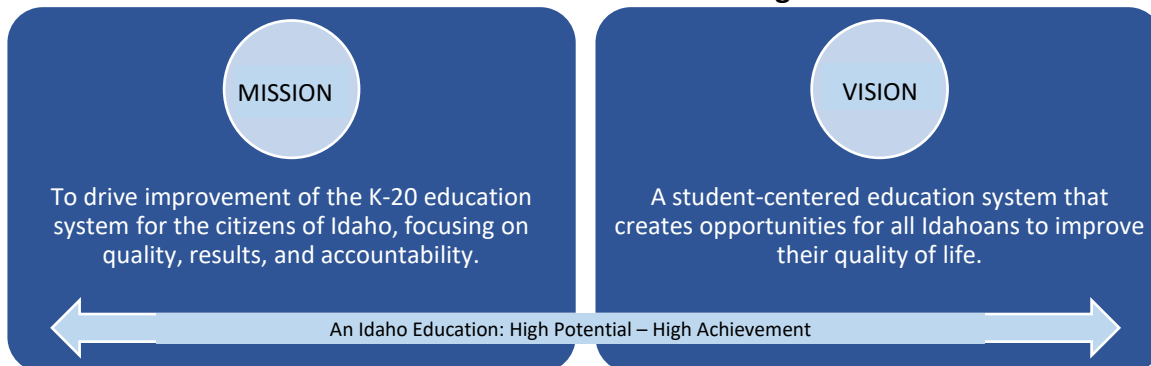 MISSION
To drive improvement of the K-20 education
system for the citizens of Idaho, focusing on
quality, results, and accountability.
VISION
A student-centered education system that
creates opportunities for all Idahoans to improve
their quality of life.
An Idaho Education: High Potential – High Achievement